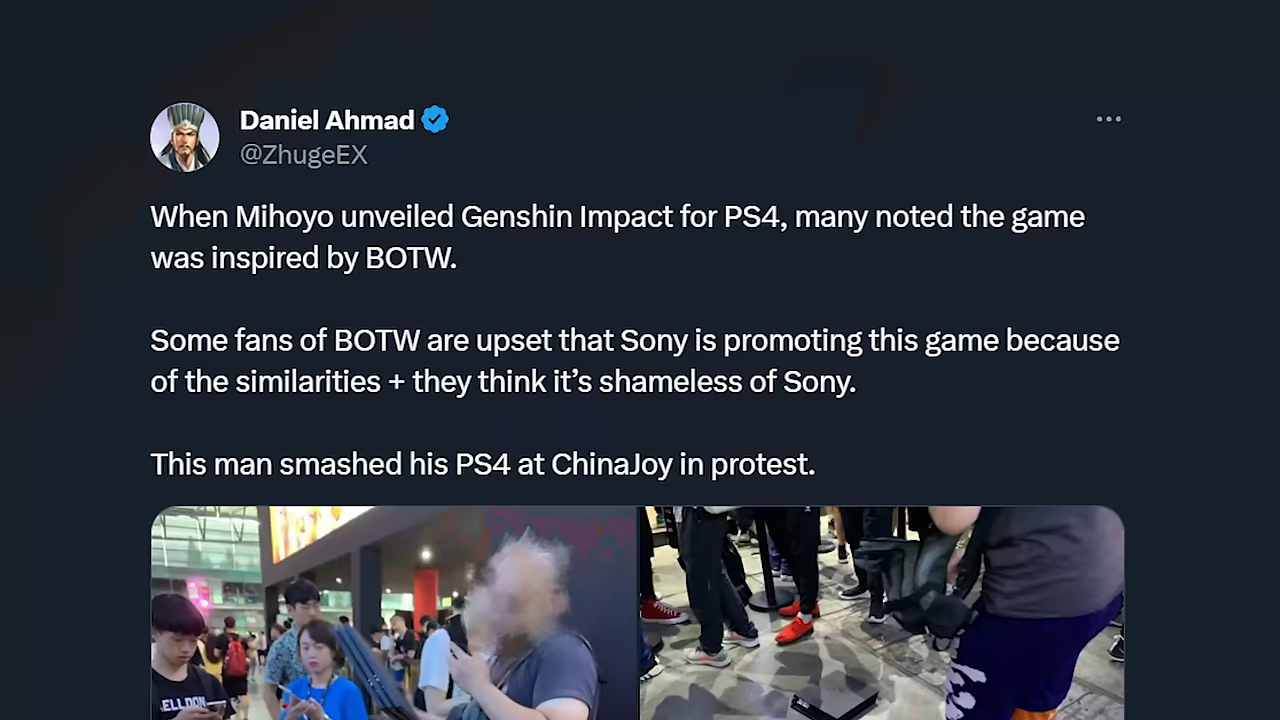 Daniel Ahmad
@ZhugeEX
When Mihoyo unveiled Genshin Impact for PS4, many noted the game
was inspired by BOTW.
Some fans of BOTW are upset that Sony is promoting this game because
of the similarities + they think it’s shameless of Sony.
This man smashed his PS4 at ChinaJoy in protest.